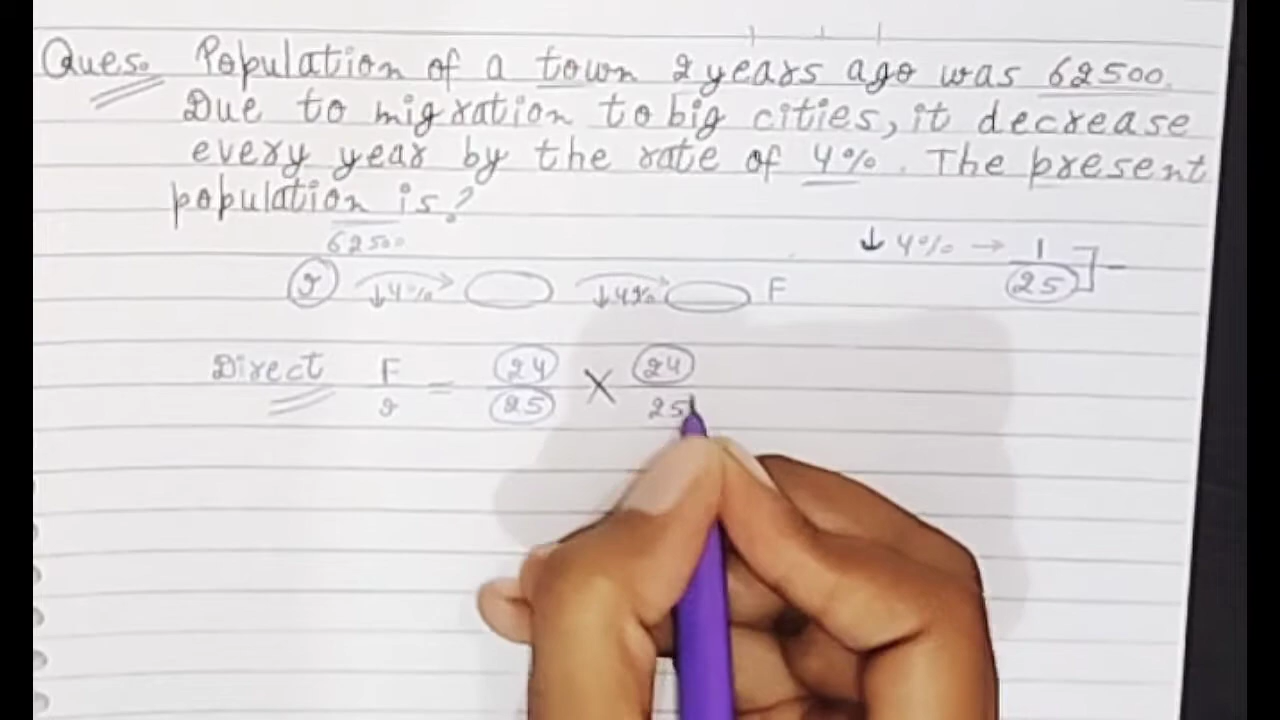 Ques. Population of a town 2 years ago was 62500.
Due to migration to big cities, it decrease
every year by the rate of 4%. The present
population is?
62500
↓ 4% → 1/25
I ↓4% ↓4% F
Direct F/I = 24/25 × 24/25